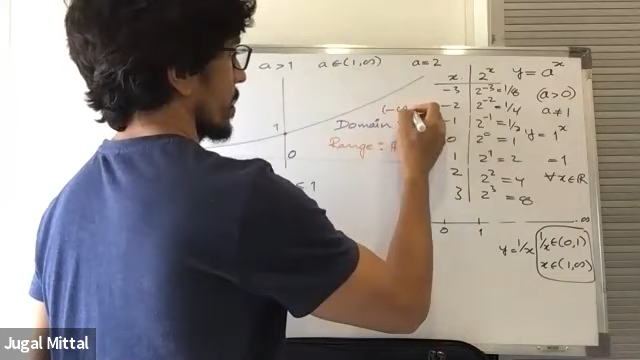 a > 1 a ∈ (1, ∞) a = 2
x 2^x
-3 2^-3 = 1/8
-2 2^-2 = 1/4
-1 2^-1 = 1/2
0 2^0 = 1
1 2^1 = 2
2 2^2 = 4
3 2^3 = 8
y = a^x
(a > 0)
a ≠ 1
y = 1^x
= 1
∀ x ∈ R
1
0
Domain
Range :
0 1 ∞
y = 1/x
1/x ∈ (0, 1)
x ∈ (1, ∞)
Jugal Mittal